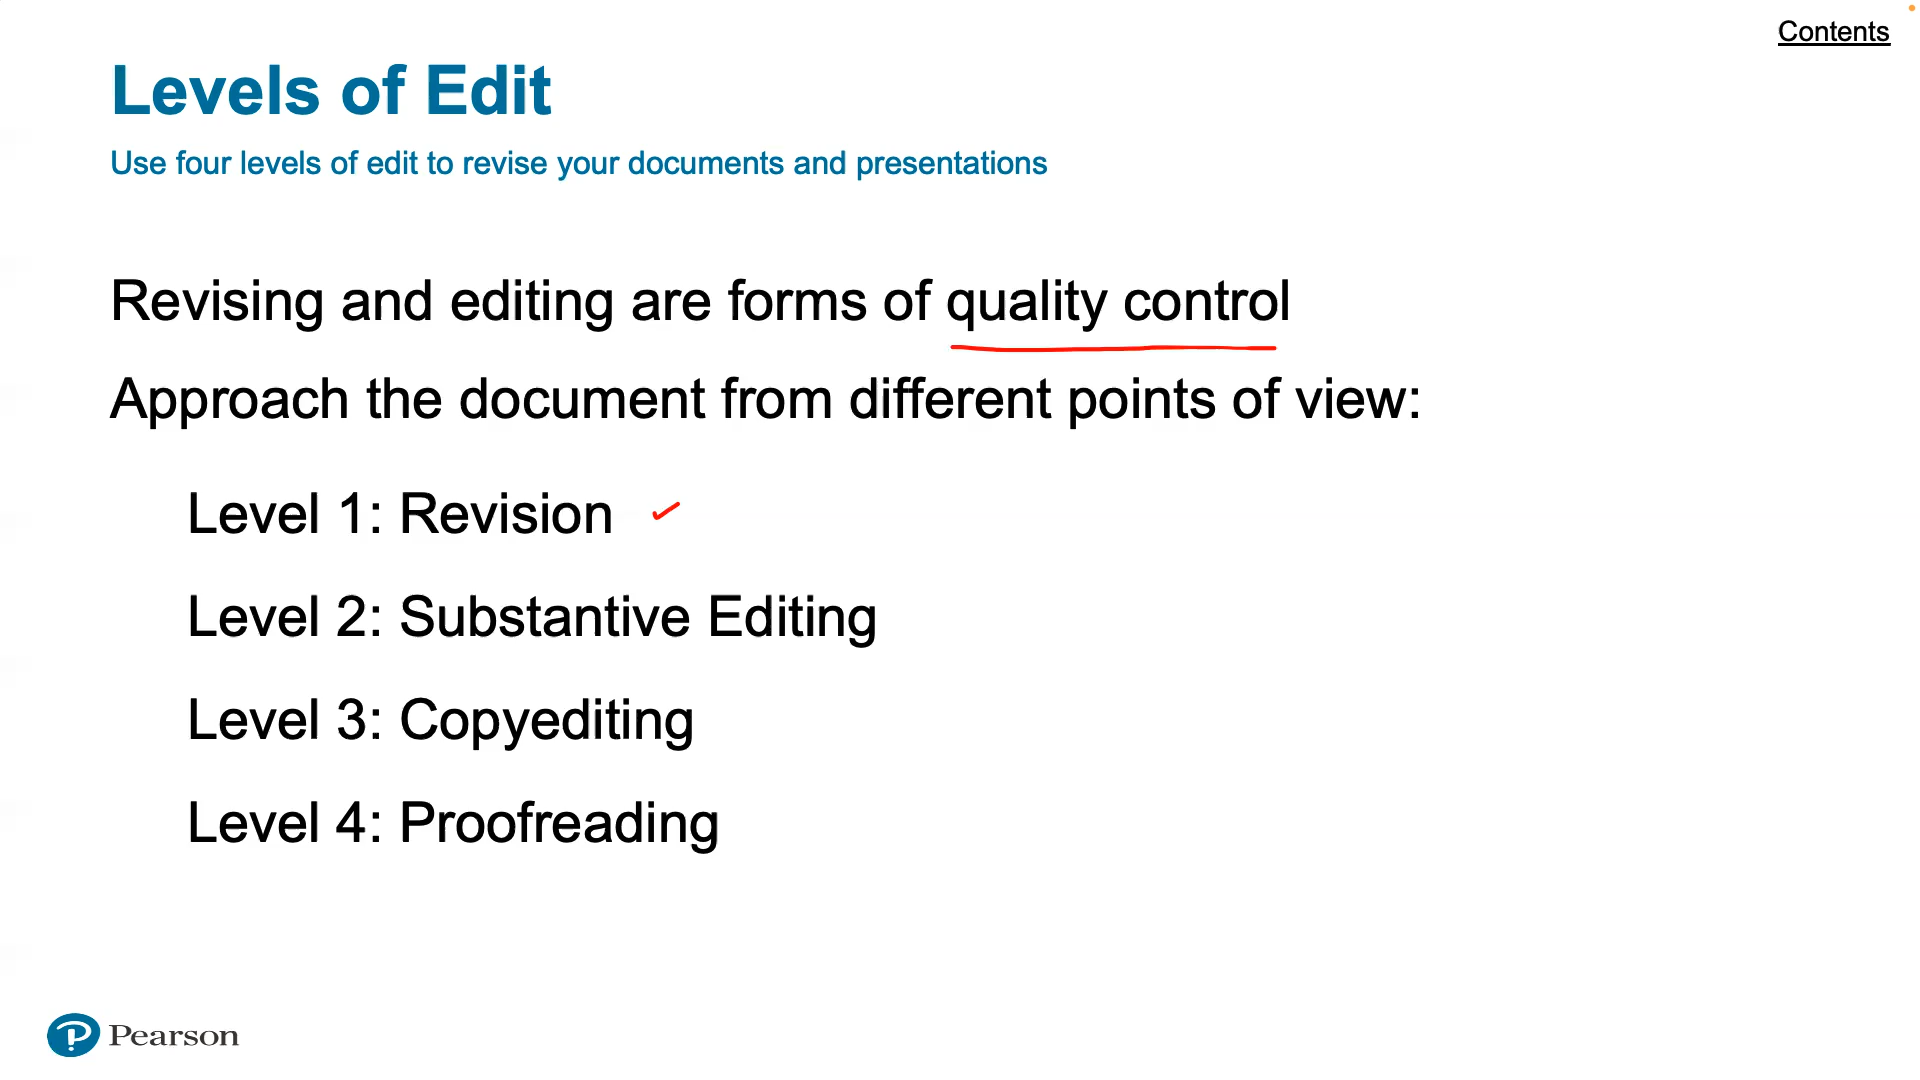 Contents
Levels of Edit
Use four levels of edit to revise your documents and presentations
Revising and editing are forms of quality control
Approach the document from different points of view:
Level 1: Revision
Level 2: Substantive Editing
Level 3: Copyediting
Level 4: Proofreading
Pearson